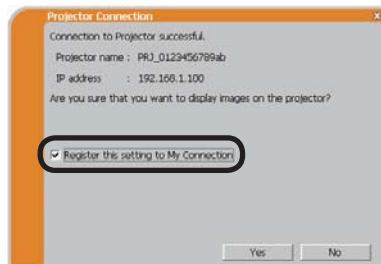 Projector Connection
x
Connection to Projector successful.
Projector name : PRJ_0123456789ab
IP address : 192.168.1.100
Are you sure that you want to display images on the projector?
Register this setting to My Connection
Yes No